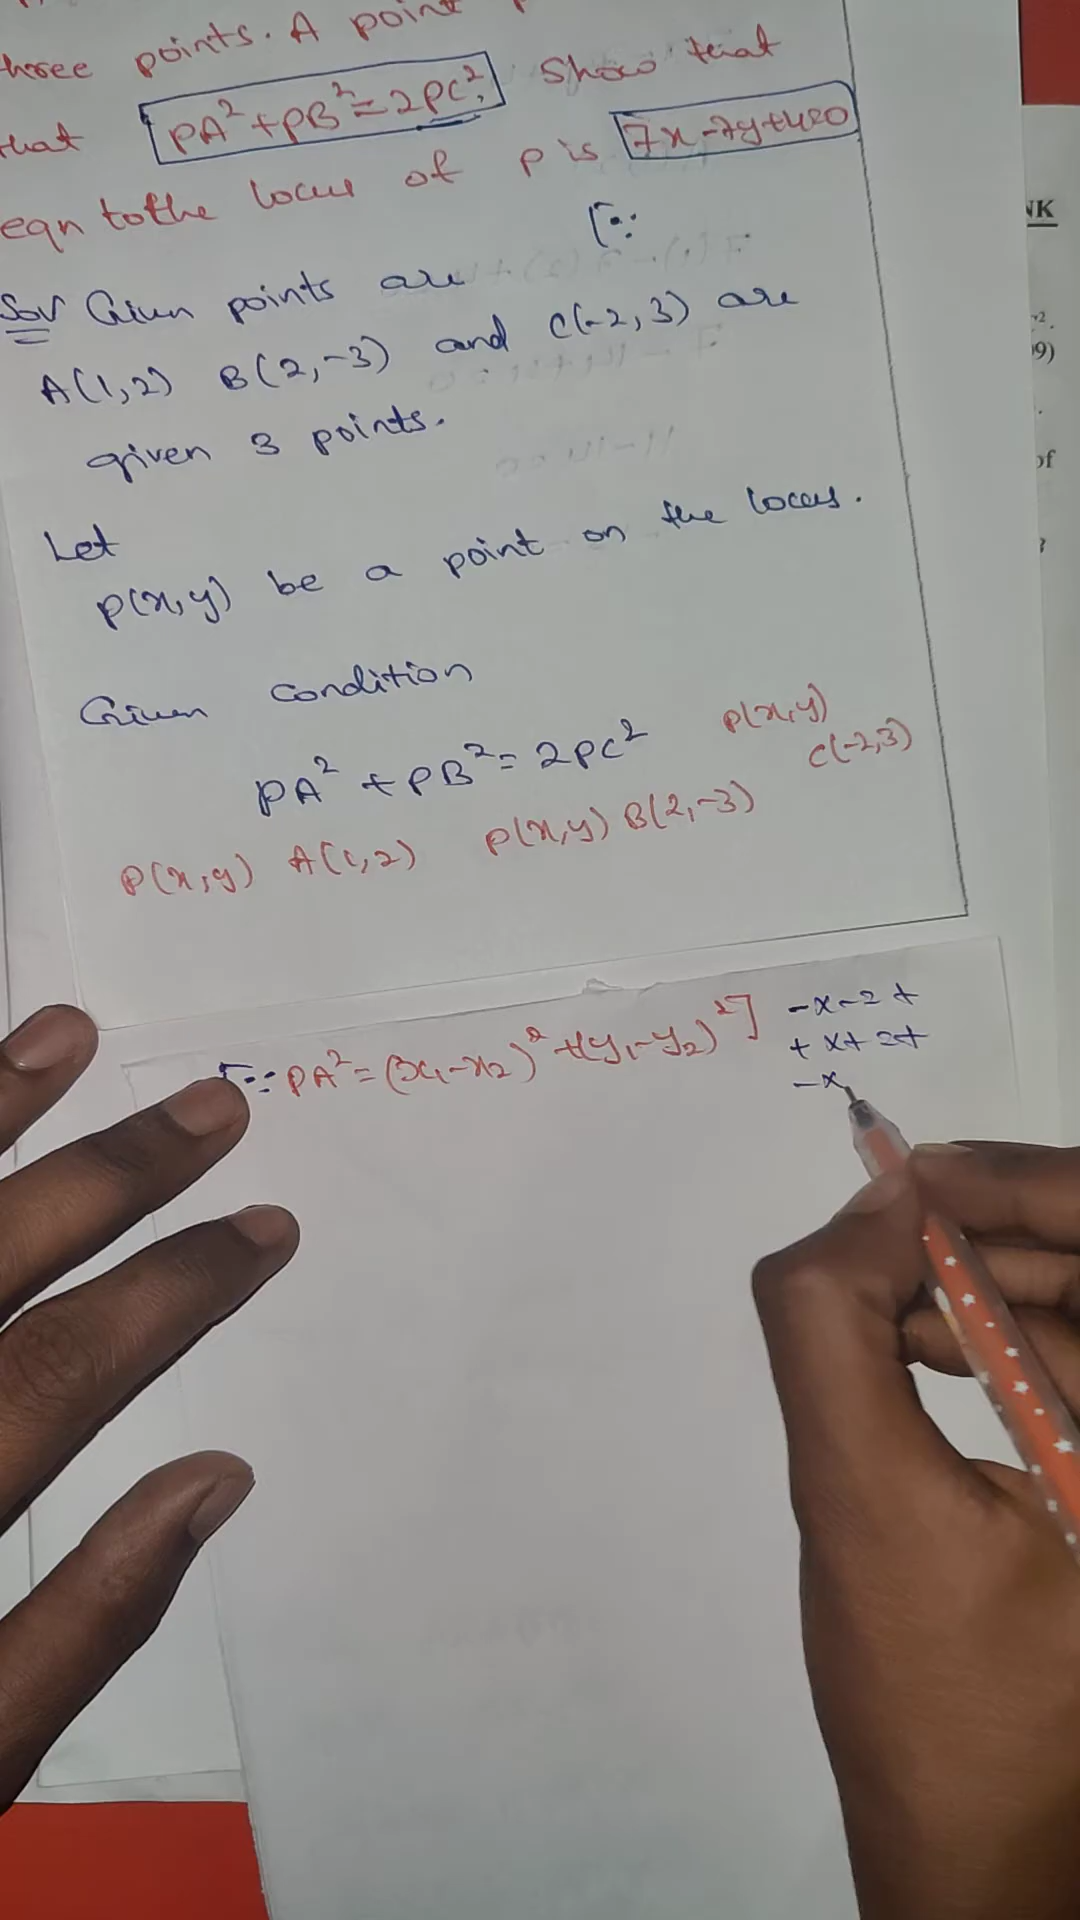 three points. A point
that PA²+PB²=2PC². Show that
eqn to the locus of P is 7x-7y+4=0
[∵
Sol Given points are
A(1,2) B(2,-3) and C(-2,3) are
given 3 points.
Let
P(x,y) be a point on the locus.
Given condition
PA² + PB² = 2PC²
P(x,y)
C(-2,3)
P(x,y) A(1,2) P(x,y) B(2,-3)
[∵ PA² = (x₁-x₂)² +(y₁-y₂)²]
-x-=+
+x+=+
-x
NK
9)
of